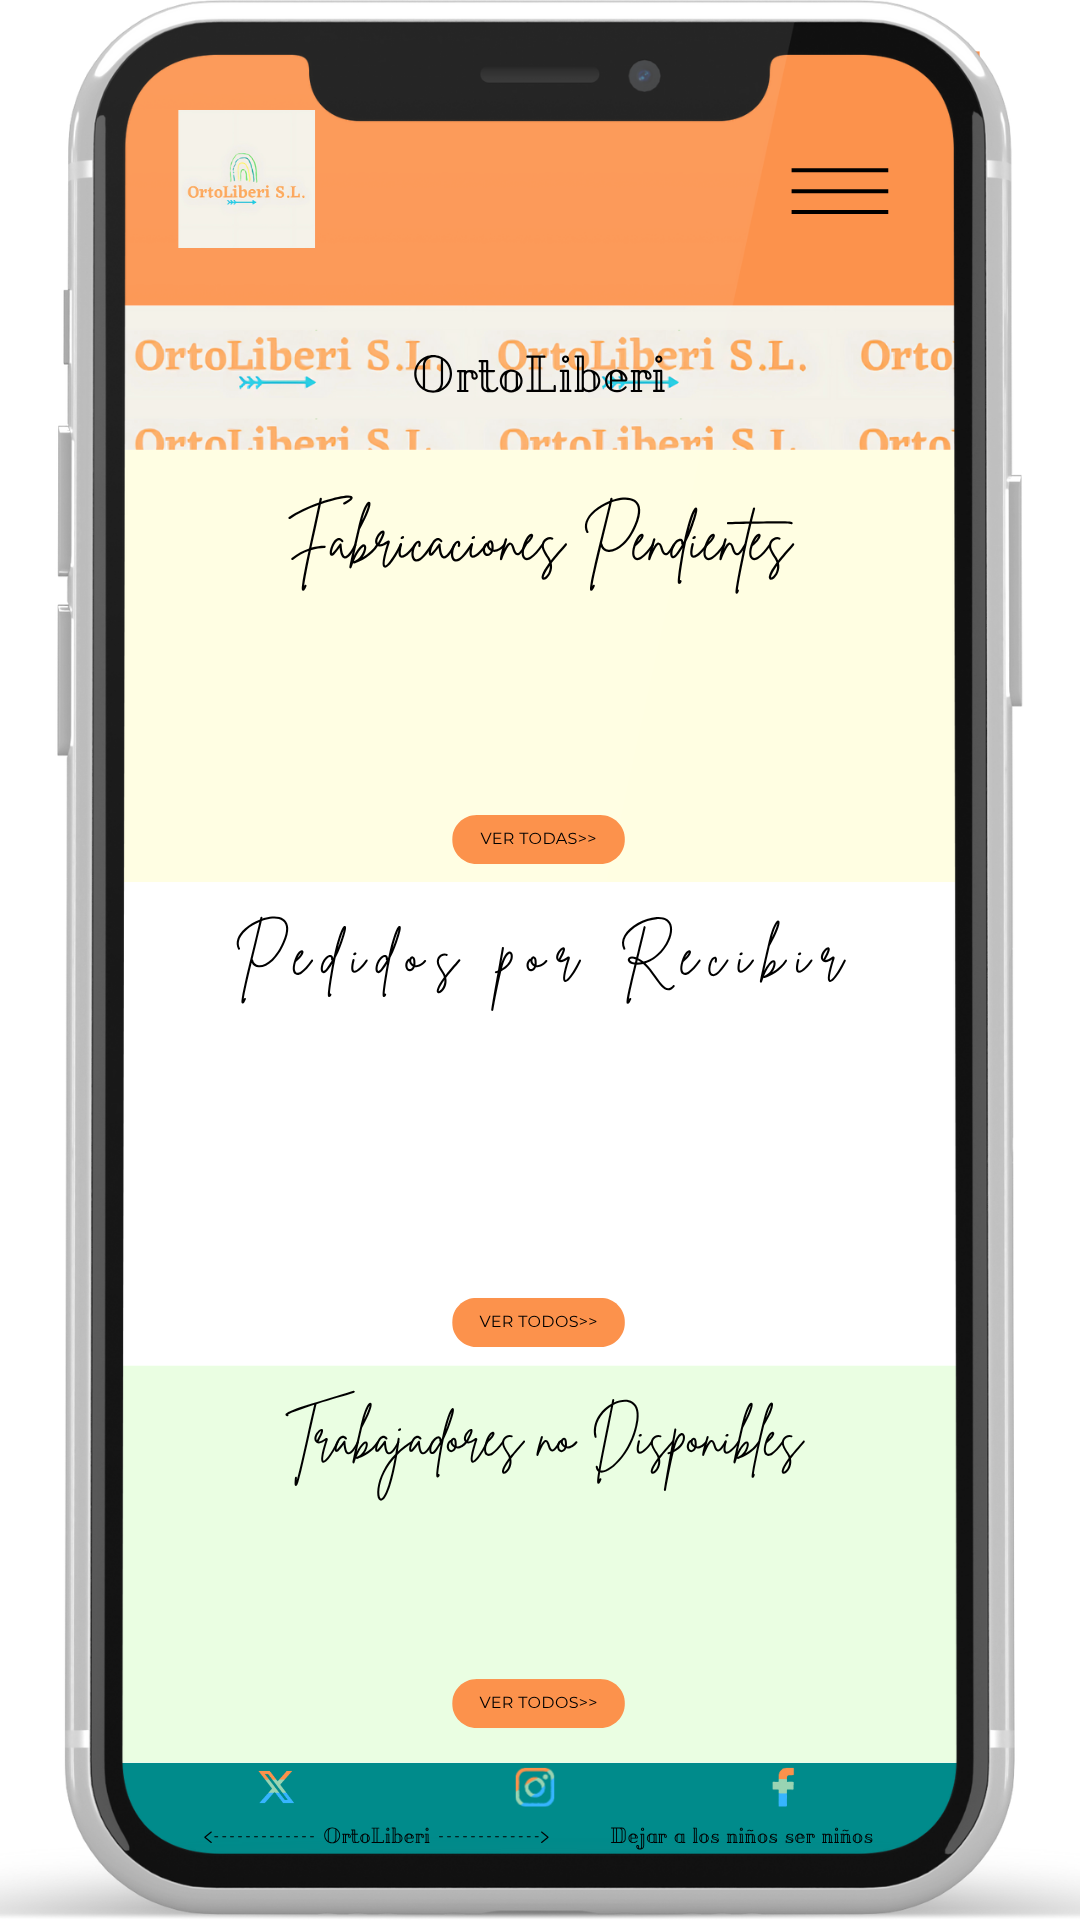 OrtoLiberi S.L.
OrtoLiberi S.L. OrtoLiberi S.L. Orto
OrtoLiberi
OrtoLiberi S.L. OrtoLiberi S.L. Orto
Fabricaciones Pendientes
VER TODAS>>
Pedidos por Recibir
VER TODOS>>
Trabajadores no Disponibles
VER TODOS>>
<------------- OrtoLiberi -------------> Dejar a los niños ser niños